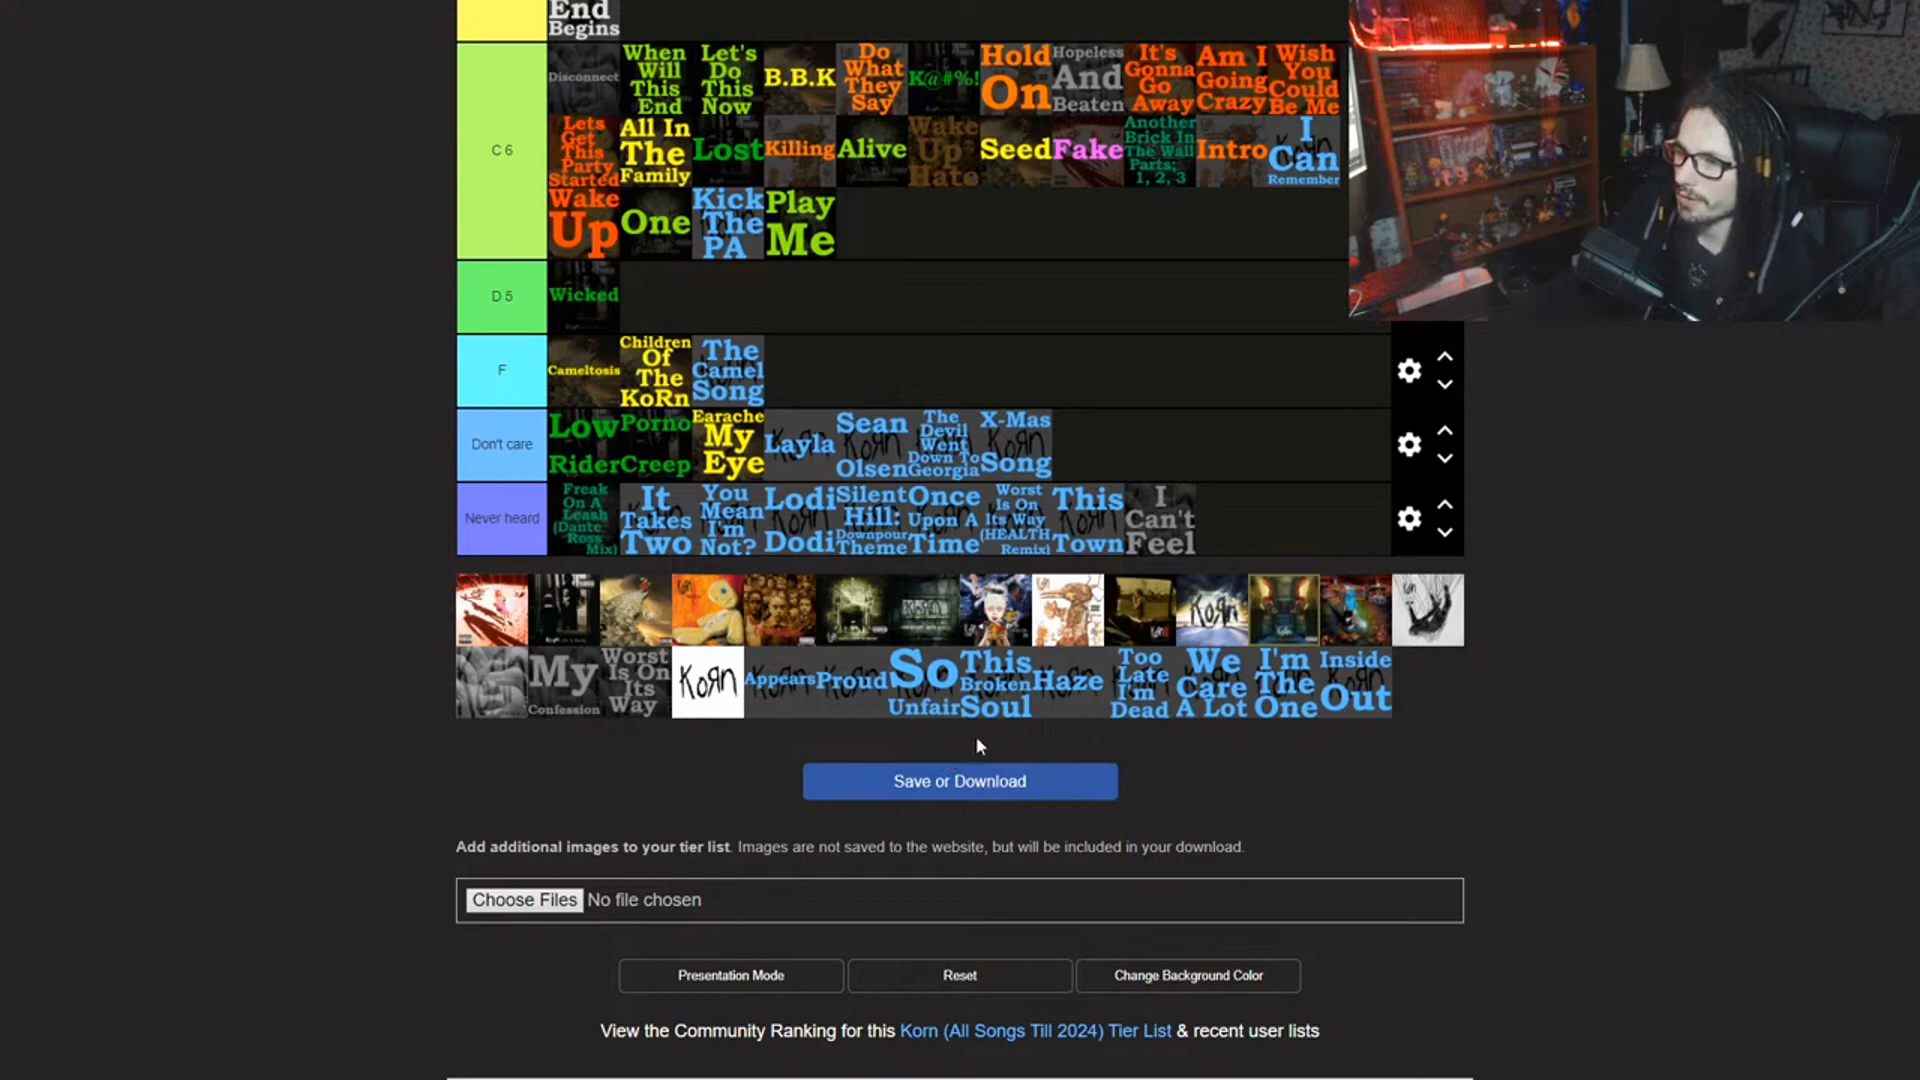 End
Begins
C 6
Disconnect
When Will This End
Let's Do This Now
B.B.K
Do What They Say
K@#%!
Hold On
Hopeless And Beaten
It's Gonna Go Away
Am I Going Crazy
Wish You Could Be Me
Lets Get This Party Started
All In The Family
Lost
Killing
Alive
Wake Up Hate
Seed
Fake
Another Brick In The Wall Parts; 1, 2, 3
Intro
I Can Remember
Wake Up
One
Kick The PA
Play Me
D 5
Wicked
F
Cameltosis
Children Of The KoRn
The Camel Song
Don't care
Low Rider
Porno Creep
Earache My Eye
Layla
Sean Olsen
The Devil Went Down To Georgia
X-Mas Song
Never heard
Freak On A Leash (Dante Ross Mix)
It Takes Two
You Mean I'm Not?
Lodi Dodi
Silent Hill: Downpour Theme
Once Upon A Time
Worst Is On Its Way (HEALTH Remix)
This Town
I Can't Feel
My Confession
Worst Is On Its Way
KoЯn
Appears
Proud
So Unfair
This Broken Soul
Haze
Too Late I'm Dead
We Care A Lot
I'm The One
Inside Out
Save or Download
Add additional images to your tier list. Images are not saved to the website, but will be included in your download.
Choose Files No file chosen
Presentation Mode
Reset
Change Background Color
View the Community Ranking for this Korn (All Songs Till 2024) Tier List & recent user lists